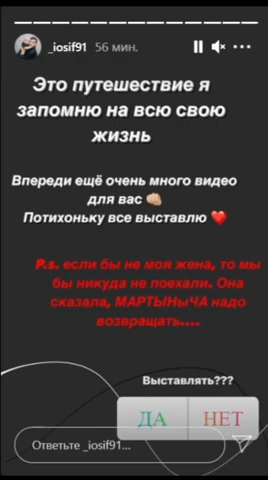 _iosif91 56 мин.
Это путешествие я
запомню на всю свою
жизнь
Впереди ещё очень много видео
для вас 👊🏼
Потихоньку все выставлю ❤️
P.s. если бы не моя жена, то мы
бы никуда не поехали. Она
сказала, МАРТЫНыЧА надо
возвращать....
Выставлять???
ДА НЕТ
Ответьте _iosif91...